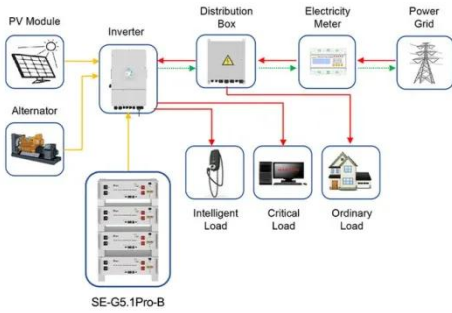 PV Module
Inverter
Distribution
Box
Electricity
Meter
Power
Grid
Alternator
Intelligent
Load
Critical
Load
Ordinary
Load
SE-G5.1Pro-B